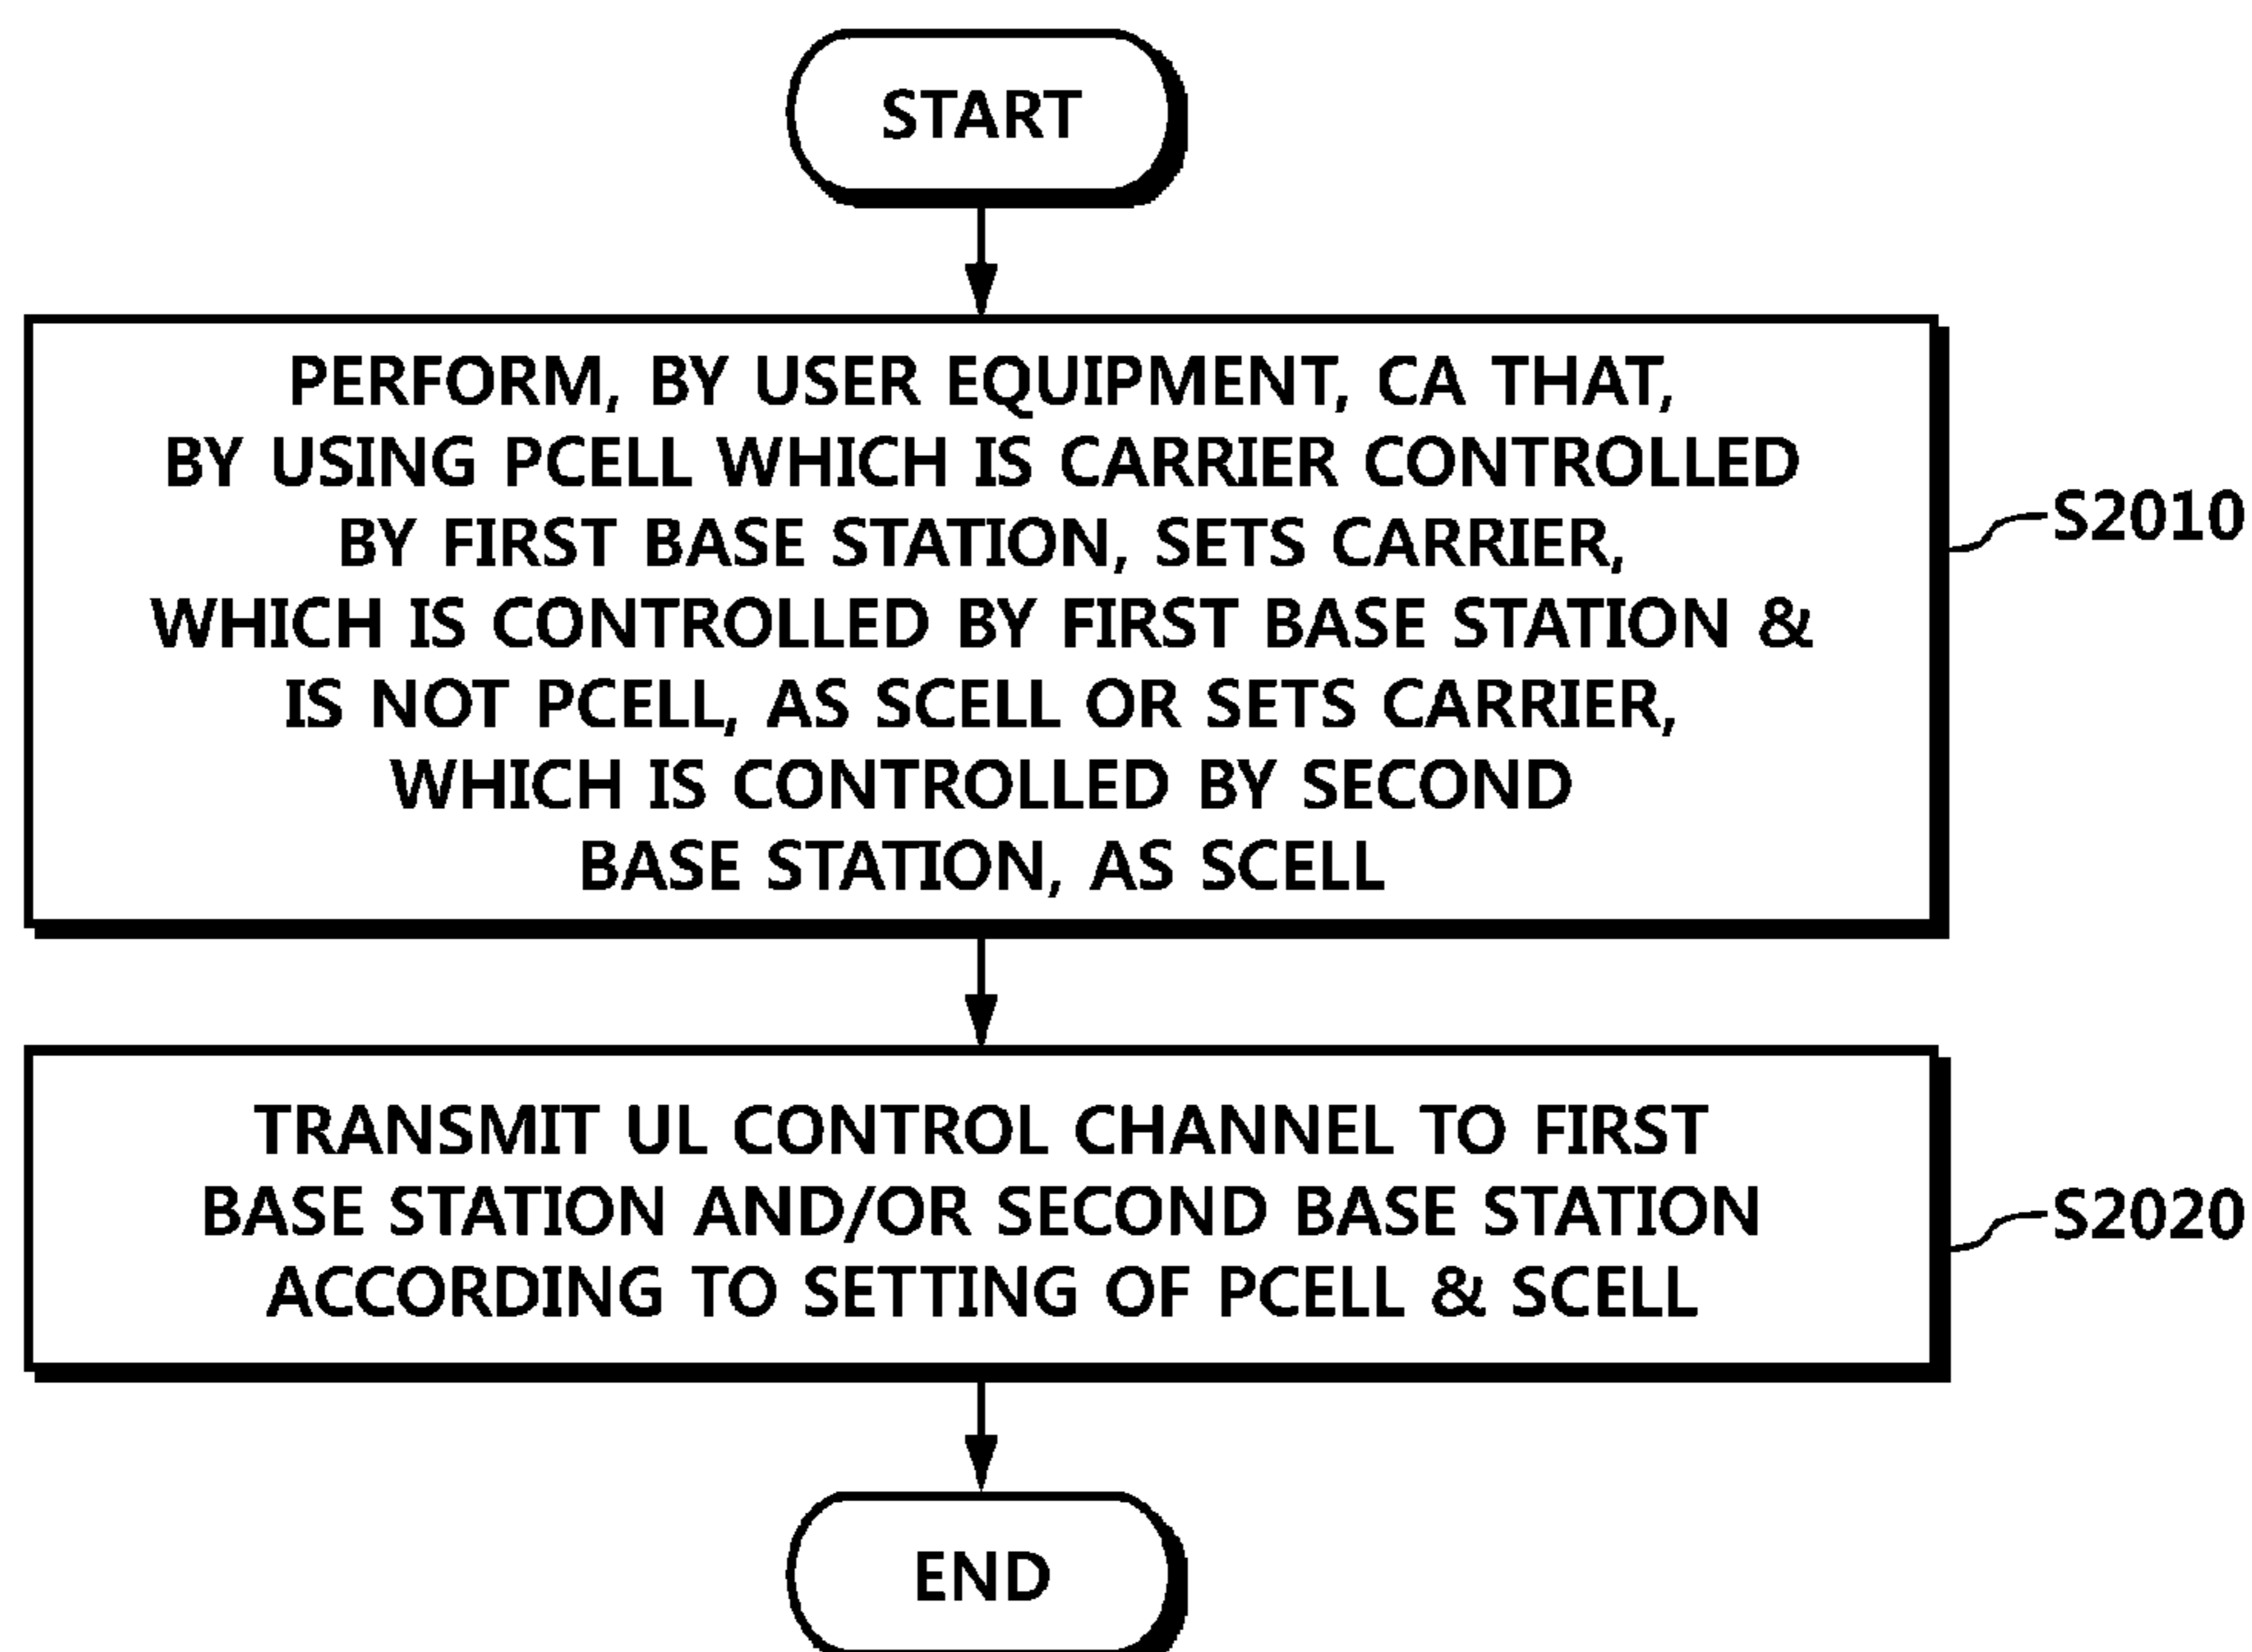 START
PERFORM, BY USER EQUIPMENT, CA THAT,
BY USING PCELL WHICH IS CARRIER CONTROLLED
BY FIRST BASE STATION, SETS CARRIER,
WHICH IS CONTROLLED BY FIRST BASE STATION &
IS NOT PCELL, AS SCELL OR SETS CARRIER,
WHICH IS CONTROLLED BY SECOND
BASE STATION, AS SCELL
S2010
TRANSMIT UL CONTROL CHANNEL TO FIRST
BASE STATION AND/OR SECOND BASE STATION
ACCORDING TO SETTING OF PCELL & SCELL
S2020
END